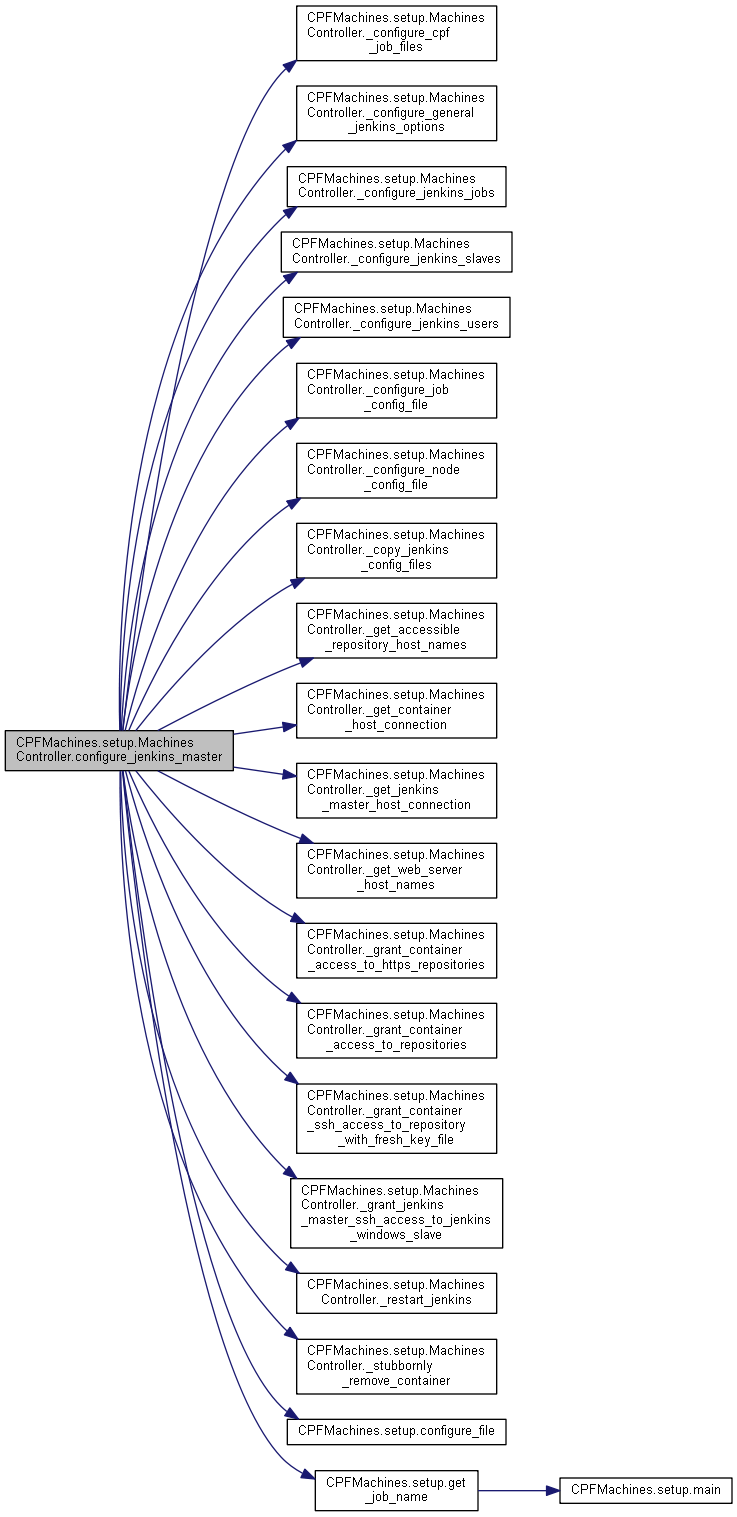 CPFMachines.setup.Machines
Controller._configure_cpf
_job_files
CPFMachines.setup.Machines
Controller._configure_general
_jenkins_options
CPFMachines.setup.Machines
Controller._configure_jenkins_jobs
CPFMachines.setup.Machines
Controller._configure_jenkins_slaves
CPFMachines.setup.Machines
Controller._configure_jenkins_users
CPFMachines.setup.Machines
Controller._configure_job
_config_file
CPFMachines.setup.Machines
Controller._configure_node
_config_file
CPFMachines.setup.Machines
Controller._copy_jenkins
_config_files
CPFMachines.setup.Machines
Controller._get_accessible
_repository_host_names
CPFMachines.setup.Machines
Controller._get_container
_host_connection
CPFMachines.setup.Machines
Controller.configure_jenkins_master
CPFMachines.setup.Machines
Controller._get_jenkins
_master_host_connection
CPFMachines.setup.Machines
Controller._get_web_server
_host_names
CPFMachines.setup.Machines
Controller._grant_container
_access_to_https_repositories
CPFMachines.setup.Machines
Controller._grant_container
_access_to_repositories
CPFMachines.setup.Machines
Controller._grant_container
_ssh_access_to_repository
_with_fresh_key_file
CPFMachines.setup.Machines
Controller._grant_jenkins
_master_ssh_access_to_jenkins
_windows_slave
CPFMachines.setup.Machines
Controller._restart_jenkins
CPFMachines.setup.Machines
Controller._stubbornly
_remove_container
CPFMachines.setup.configure_file
CPFMachines.setup.get
_job_name
CPFMachines.setup.main